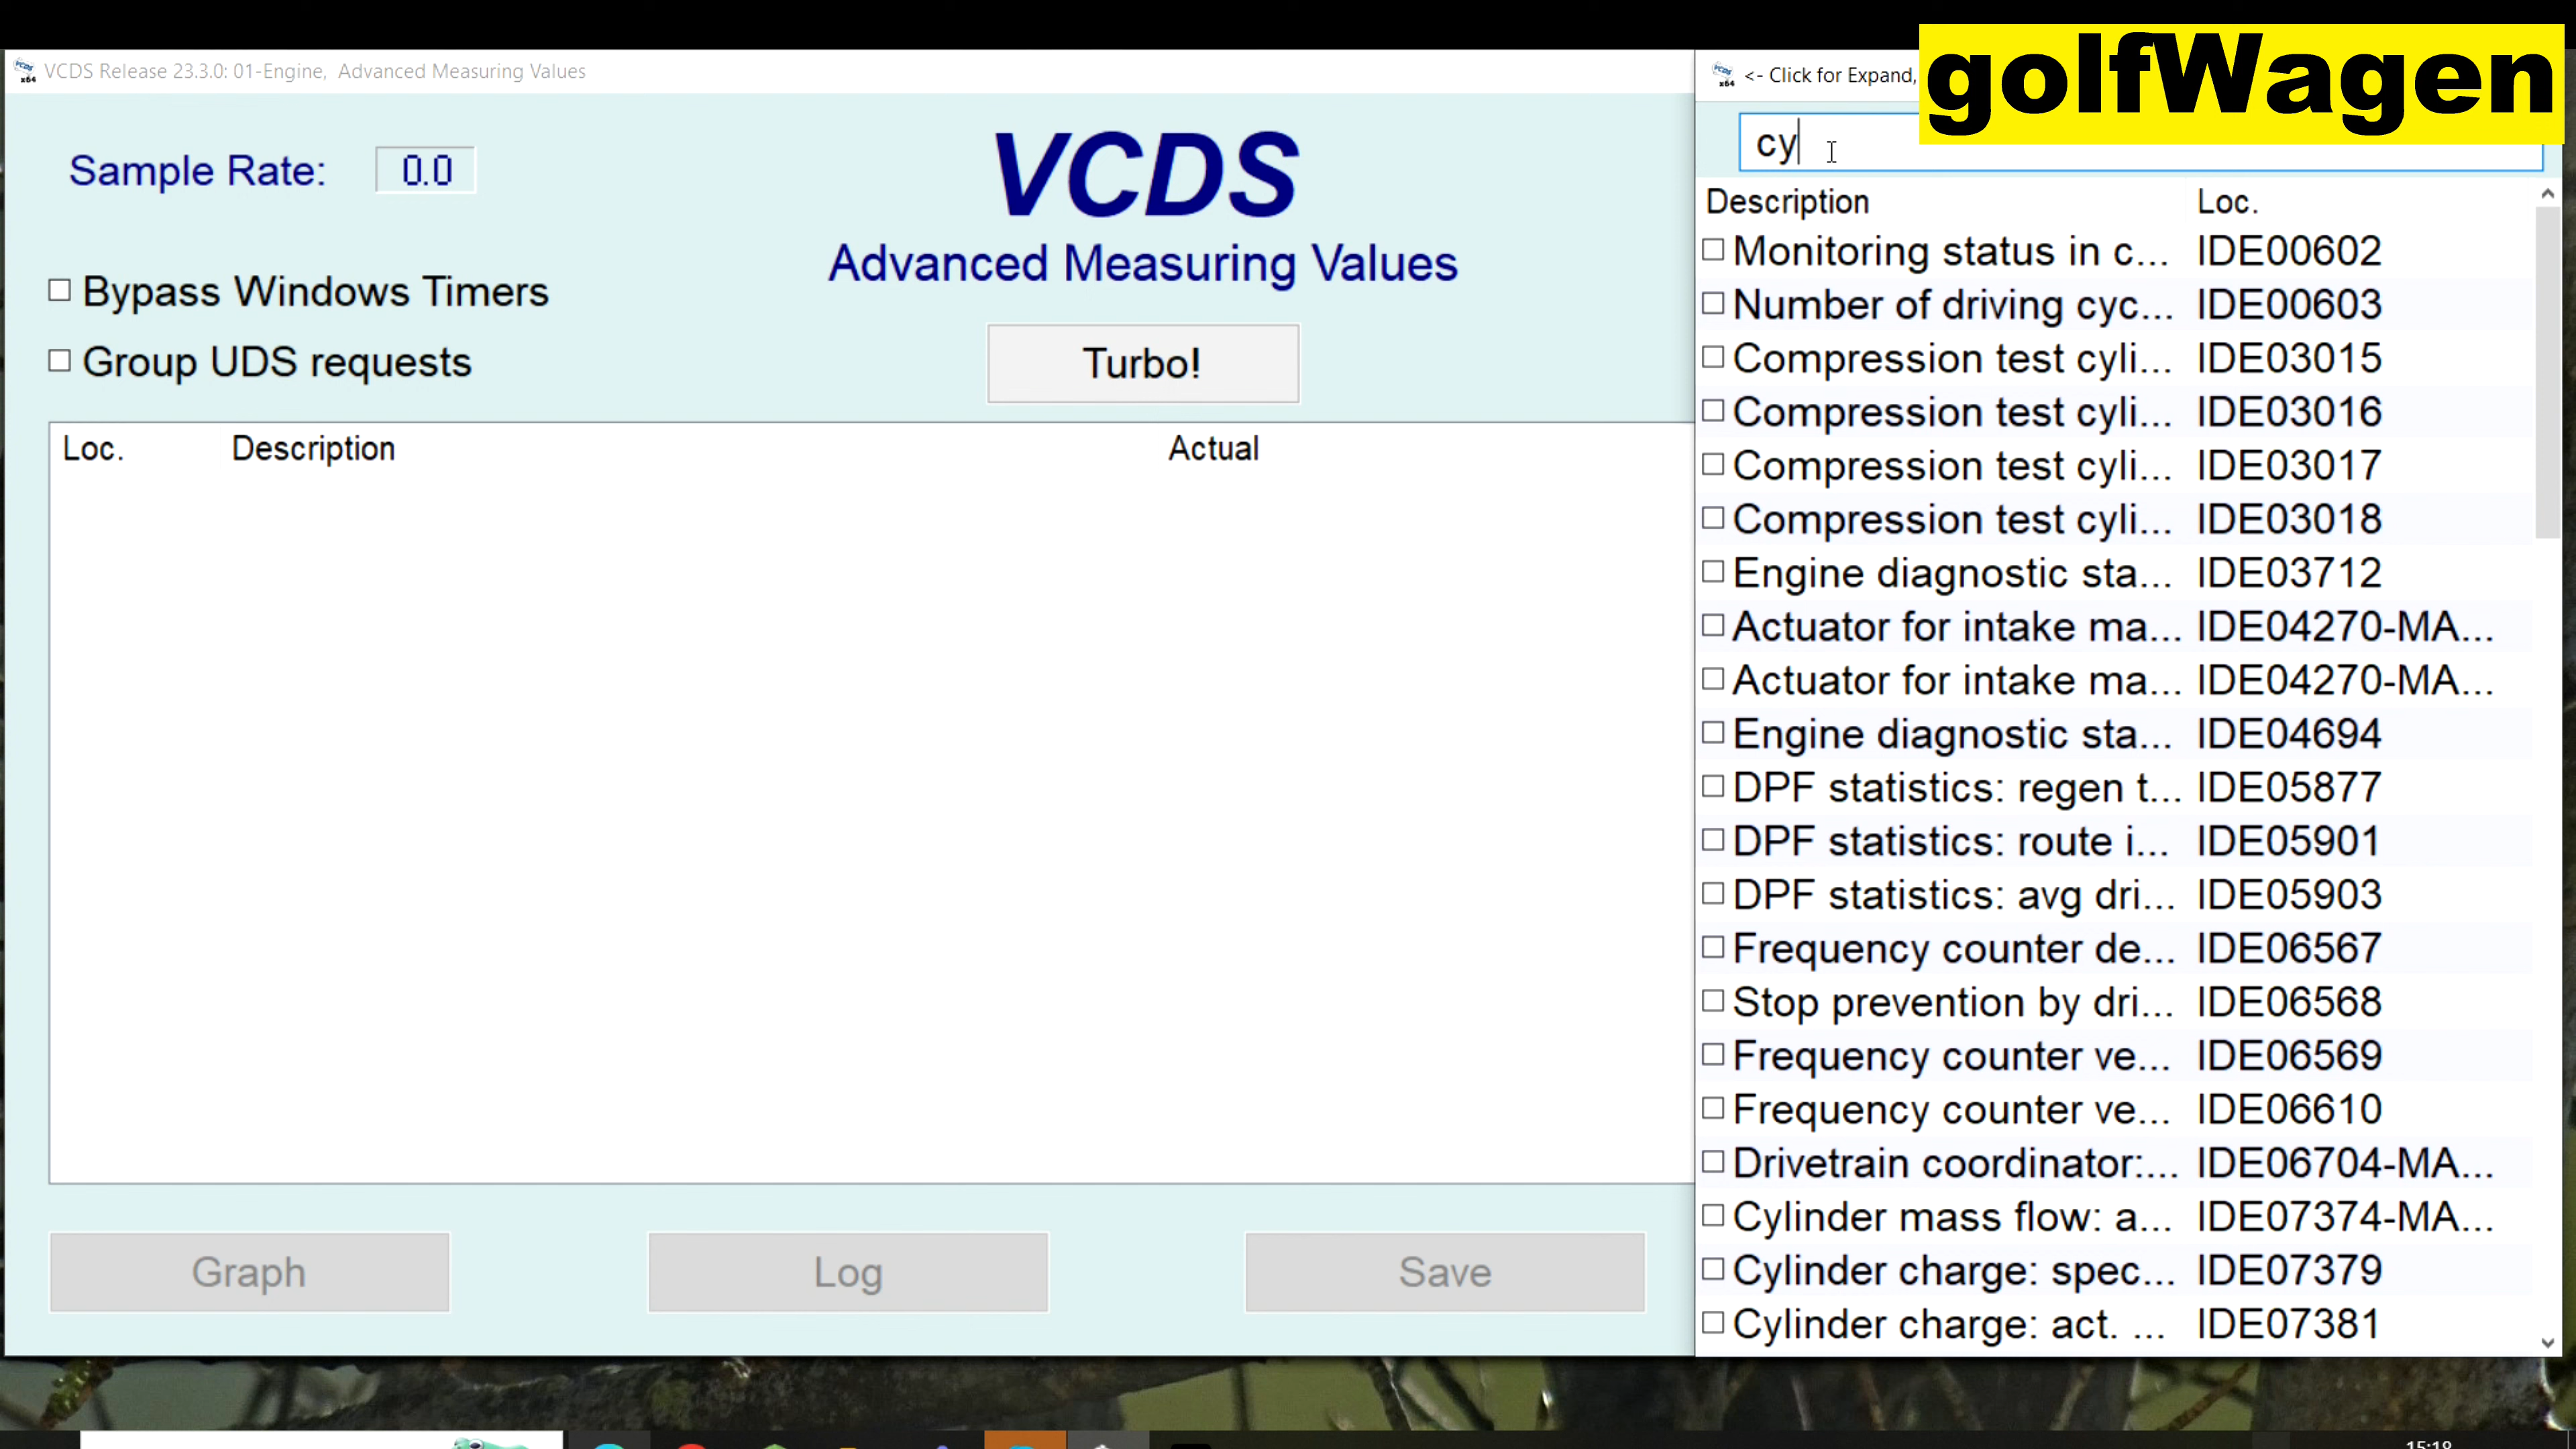 VCDS Release 23.3.0: 01-Engine, Advanced Measuring Values
<- Click for Expand,
golfWagen
Sample Rate: 0.0
VCDS
Advanced Measuring Values
Bypass Windows Timers
Group UDS requests
Turbo!
Loc. Description Actual
Graph Log Save
cy
Description Loc.
Monitoring status in c... IDE00602
Number of driving cyc... IDE00603
Compression test cyli... IDE03015
Compression test cyli... IDE03016
Compression test cyli... IDE03017
Compression test cyli... IDE03018
Engine diagnostic sta... IDE03712
Actuator for intake ma... IDE04270-MA...
Actuator for intake ma... IDE04270-MA...
Engine diagnostic sta... IDE04694
DPF statistics: regen t... IDE05877
DPF statistics: route i... IDE05901
DPF statistics: avg dri... IDE05903
Frequency counter de... IDE06567
Stop prevention by dri... IDE06568
Frequency counter ve... IDE06569
Frequency counter ve... IDE06610
Drivetrain coordinator:... IDE06704-MA...
Cylinder mass flow: a... IDE07374-MA...
Cylinder charge: spec... IDE07379
Cylinder charge: act. ... IDE07381
15:18